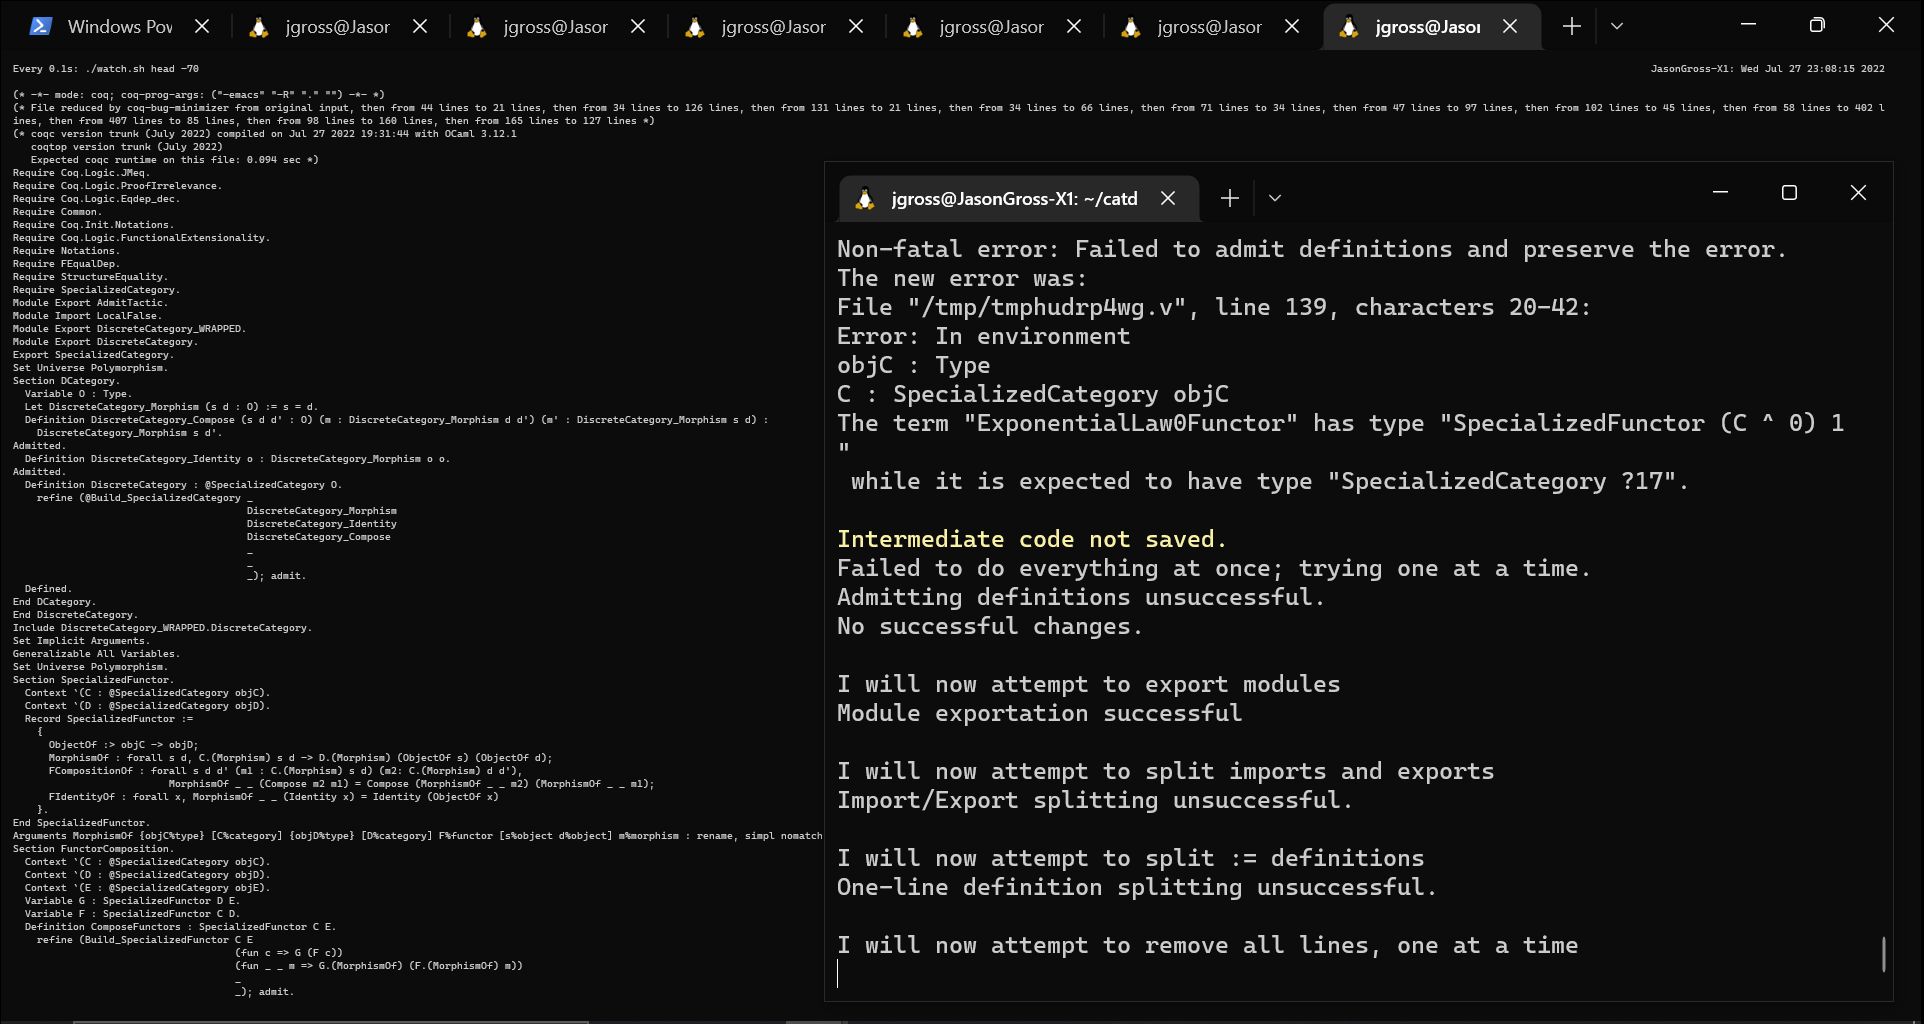 Windows Pov
jgross@Jasor
jgross@Jasor
jgross@Jasor
jgross@Jasor
jgross@Jasor
jgross@Jasor
Every 0.1s: ./watch.sh head -70
JasonGross-X1: Wed Jul 27 23:08:15 2022
(* -*- mode: coq; coq-prog-args: ("-emacs" "-R" "." "") -*- *)
(* File reduced by coq-bug-minimizer from original input, then from 44 lines to 21 lines, then from 34 lines to 126 lines, then from 131 lines to 21 lines, then from 34 lines to 66 lines, then from 71 lines to 34 lines, then from 47 lines to 97 lines, then from 102 lines to 45 lines, then from 58 lines to 402 l
ines, then from 407 lines to 85 lines, then from 98 lines to 160 lines, then from 165 lines to 127 lines *)
(* coqc version trunk (July 2022) compiled on Jul 27 2022 19:31:44 with OCaml 3.12.1
coqtop version trunk (July 2022)
Expected coqc runtime on this file: 0.094 sec *)
Require Coq.Logic.JMeq.
Require Coq.Logic.ProofIrrelevance.
Require Coq.Logic.Eqdep_dec.
Require Common.
Require Coq.Init.Notations.
Require Coq.Logic.FunctionalExtensionality.
Require Notations.
Require FEqualDep.
Require StructureEquality.
Require SpecializedCategory.
Module Export AdmitTactic.
Module Import LocalFalse.
Module Export DiscreteCategory_WRAPPED.
Module Export DiscreteCategory.
Export SpecializedCategory.
Set Universe Polymorphism.
Section DCategory.
Variable O : Type.
Let DiscreteCategory_Morphism (s d : O) := s = d.
Definition DiscreteCategory_Compose (s d d' : O) (m : DiscreteCategory_Morphism d d') (m' : DiscreteCategory_Morphism s d) :
DiscreteCategory_Morphism s d'.
Admitted.
Definition DiscreteCategory_Identity o : DiscreteCategory_Morphism o o.
Admitted.
Definition DiscreteCategory : @SpecializedCategory O.
refine (@Build_SpecializedCategory _
DiscreteCategory_Morphism
DiscreteCategory_Identity
DiscreteCategory_Compose
_
_
_); admit.
Defined.
End DCategory.
End DiscreteCategory.
Include DiscreteCategory_WRAPPED.DiscreteCategory.
Set Implicit Arguments.
Generalizable All Variables.
Set Universe Polymorphism.
Section SpecializedFunctor.
Context `(C : @SpecializedCategory objC).
Context `(D : @SpecializedCategory objD).
Record SpecializedFunctor :=
{
ObjectOf :> objC -> objD;
MorphismOf : forall s d, C.(Morphism) s d -> D.(Morphism) (ObjectOf s) (ObjectOf d);
FCompositionOf : forall s d d' (m1 : C.(Morphism) s d) (m2: C.(Morphism) d d'),
MorphismOf _ _ (Compose m2 m1) = Compose (MorphismOf _ _ m2) (MorphismOf _ _ m1);
FIdentityOf : forall x, MorphismOf _ _ (Identity x) = Identity (ObjectOf x)
}.
End SpecializedFunctor.
Arguments MorphismOf {objC%type} [C%category] {objD%type} [D%category] F%functor [s%object d%object] m%morphism : rename, simpl nomatch
Section FunctorComposition.
Context `(C : @SpecializedCategory objC).
Context `(D : @SpecializedCategory objD).
Context `(E : @SpecializedCategory objE).
Variable G : SpecializedFunctor D E.
Variable F : SpecializedFunctor C D.
Definition ComposeFunctors : SpecializedFunctor C E.
refine (Build_SpecializedFunctor C E
(fun c => G (F c))
(fun _ _ m => G.(MorphismOf) (F.(MorphismOf) m))
_
_); admit.
jgross@JasonGross-X1: ~/catd
Non-fatal error: Failed to admit definitions and preserve the error.
The new error was:
File "/tmp/tmphudrp4wg.v", line 139, characters 20-42:
Error: In environment
objC : Type
C : SpecializedCategory objC
The term "ExponentialLaw0Functor" has type "SpecializedFunctor (C ^ 0) 1
"
while it is expected to have type "SpecializedCategory ?17".
Intermediate code not saved.
Failed to do everything at once; trying one at a time.
Admitting definitions unsuccessful.
No successful changes.
I will now attempt to export modules
Module exportation successful
I will now attempt to split imports and exports
Import/Export splitting unsuccessful.
I will now attempt to split := definitions
One-line definition splitting unsuccessful.
I will now attempt to remove all lines, one at a time